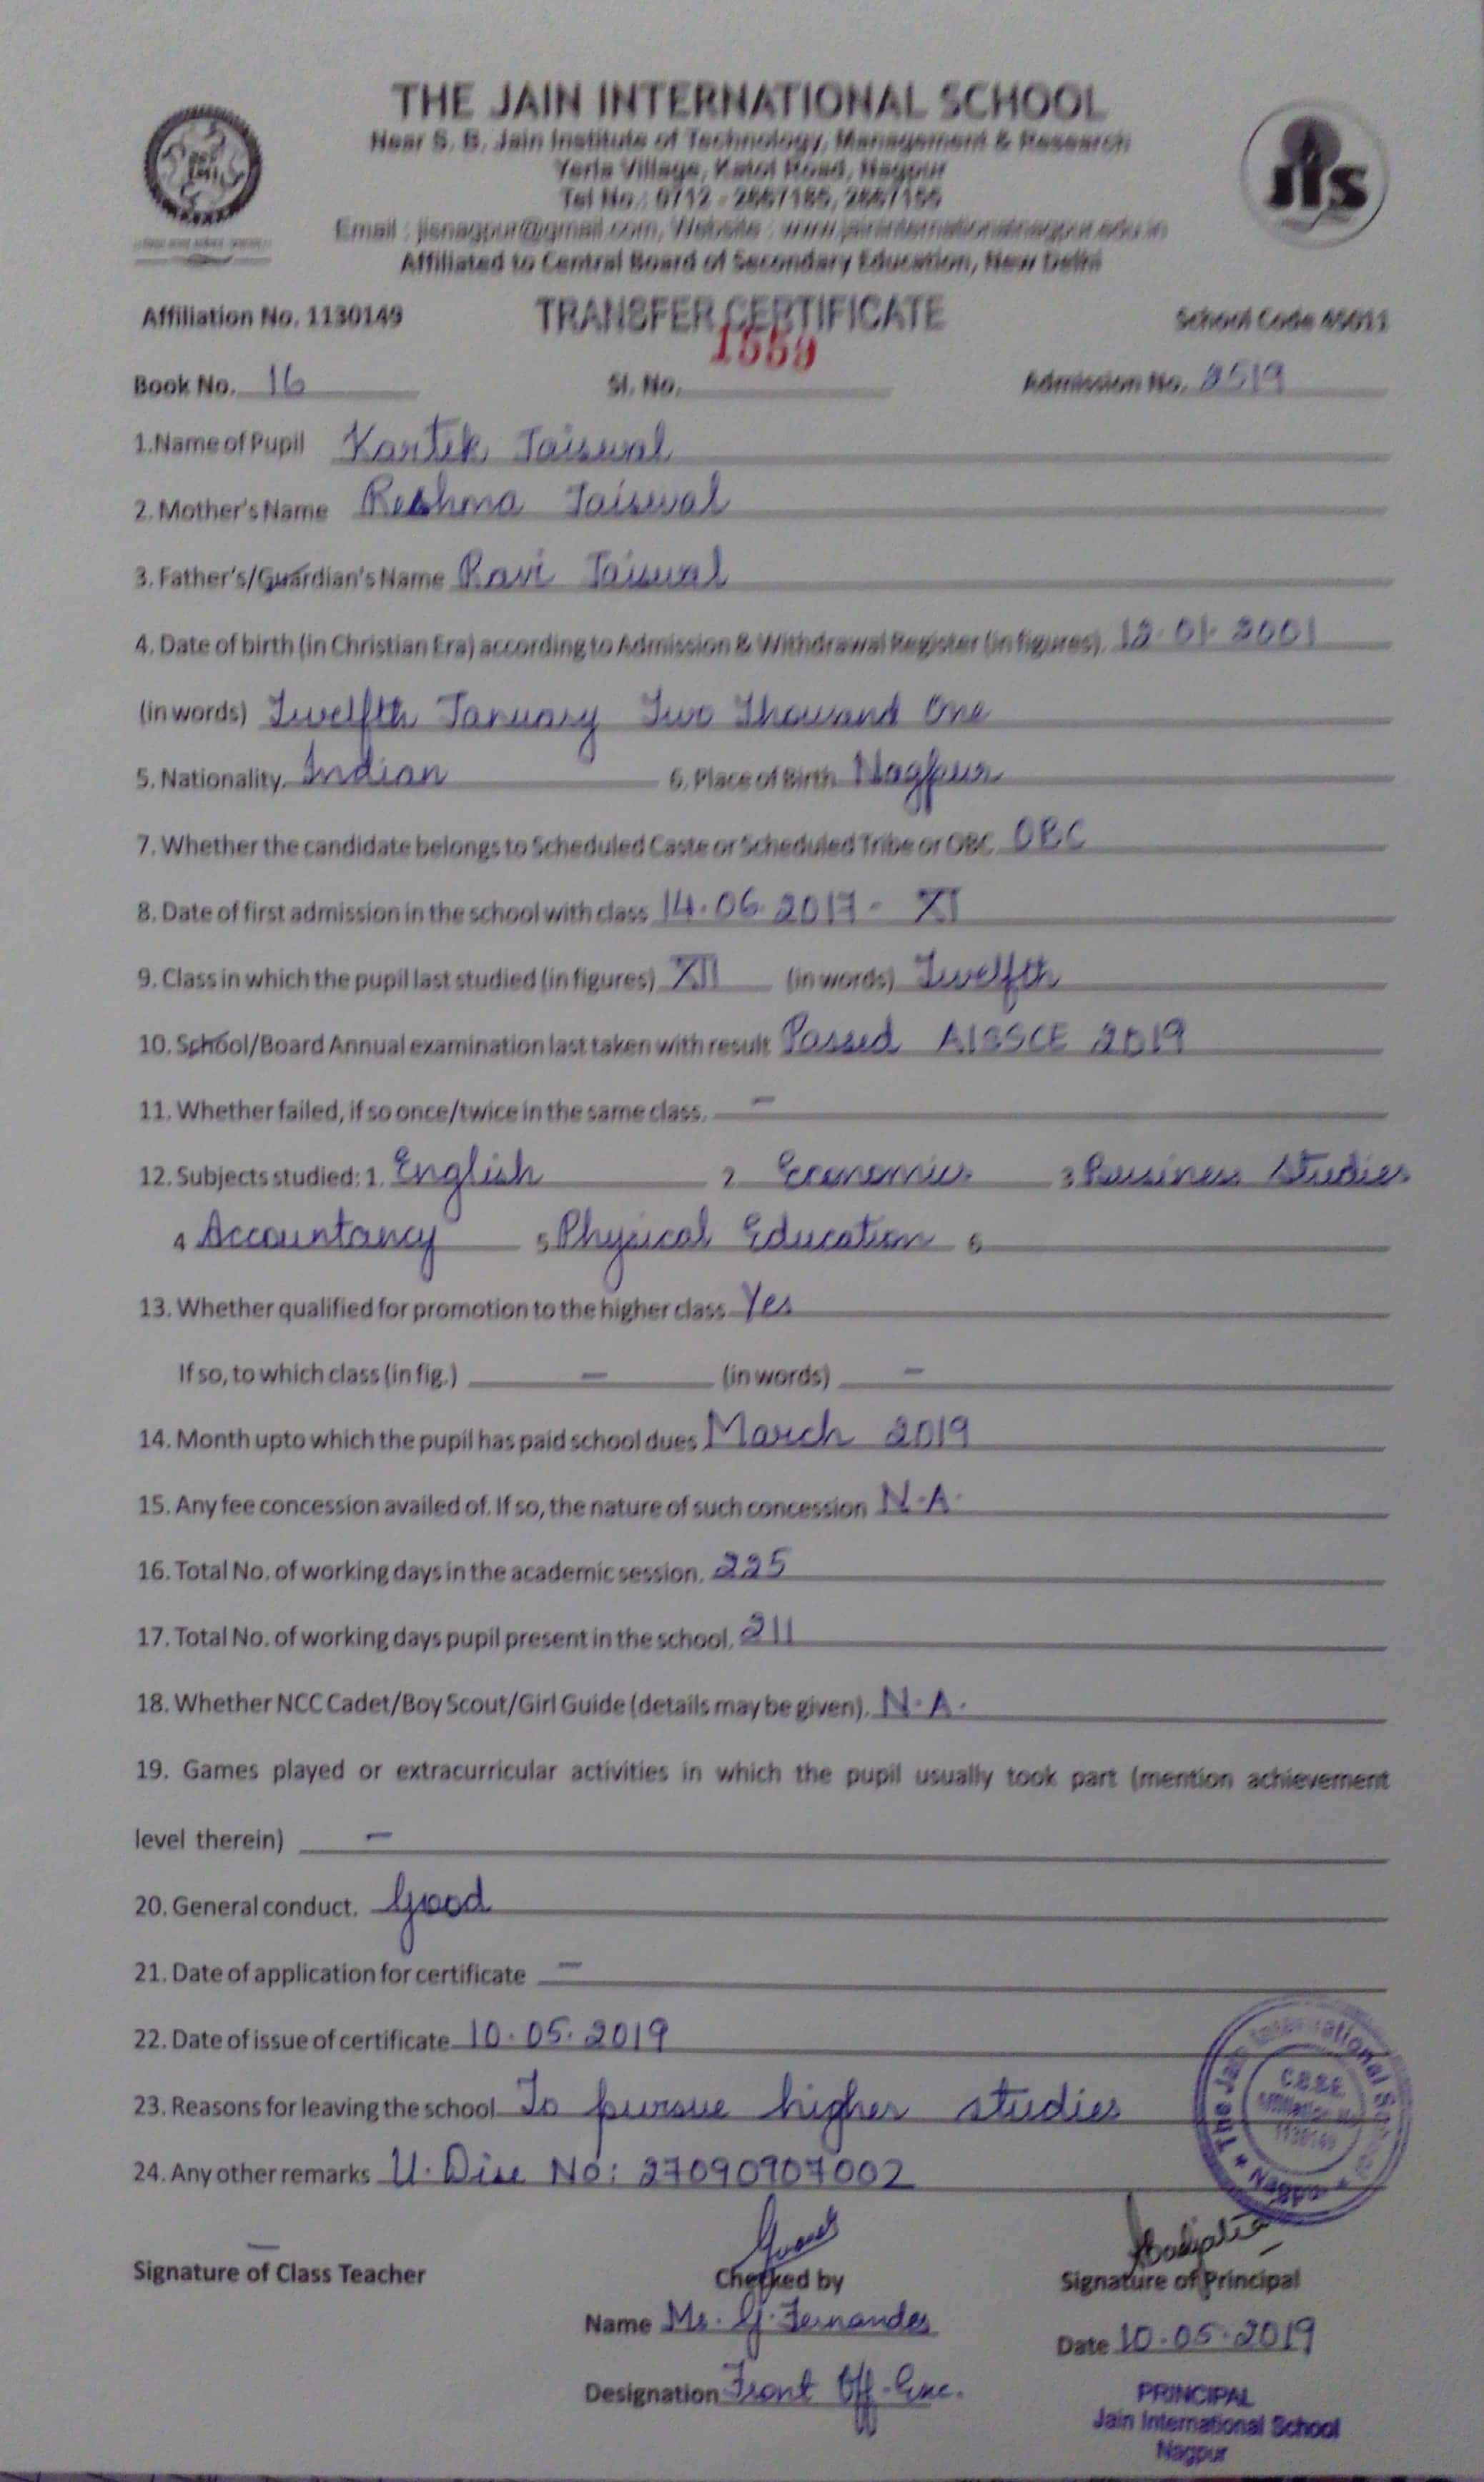 THE JAIN INTERNATIONAL SCHOOL
Near S. B. Jain Institute of Technology, Management & Research
Yerla Village, Katol Road, Nagpur
Tel No. : 0712 - 2667185, 2667155
Email : jisnagpur@gmail.com, Website : www.jaininternationalnagpur.edu.in
Affiliated to Central Board of Secondary Education, New Delhi
jis
Affiliation No. 1130149 TRANSFER CERTIFICATE School Code 45011
Book No. 16 Sl. No. 1559 Admission No. 2519
1.Name of Pupil Kartik Jaiswal
2. Mother's Name Reshma Jaiswal
3. Father's/Guardian's Name Ravi Jaiswal
4. Date of birth (in Christian Era) according to Admission & Withdrawal Register (in figures). 12.01.2001
(in words) Twelfth January Two Thousand One
5. Nationality. Indian 6. Place of Birth Nagpur
7. Whether the candidate belongs to Scheduled Caste or Scheduled Tribe or OBC OBC
8. Date of first admission in the school with class 14.06.2017 - XI
9. Class in which the pupil last studied (in figures) XII (in words) Twelfth
10. School/Board Annual examination last taken with result Passed AISSCE 2019
11. Whether failed, if so once/twice in the same class. -
12. Subjects studied: 1. English 2 Economics 3 Business Studies
4 Accountancy 5 Physical Education 6
13. Whether qualified for promotion to the higher class Yes
If so, to which class (in fig.) - (in words) -
14. Month upto which the pupil has paid school dues March 2019
15. Any fee concession availed of. If so, the nature of such concession N.A.
16. Total No. of working days in the academic session. 225
17. Total No. of working days pupil present in the school. 211
18. Whether NCC Cadet/Boy Scout/Girl Guide (details may be given). N.A.
19. Games played or extracurricular activities in which the pupil usually took part (mention achievement
level therein) -
20. General conduct. Good
21. Date of application for certificate -
22. Date of issue of certificate 10.05.2019
23. Reasons for leaving the school To pursue higher studies
24. Any other remarks U.Dise No: 27090907002
The Jain International School
C.B.S.E.
Affiliation No.
1130149
* Nagpur *
Signature of Class Teacher Checked by Signature of Principal
Name Ms. G. Fernandes Date 10.05.2019
Designation Front Off. Exe.
PRINCIPAL
Jain International School
Nagpur